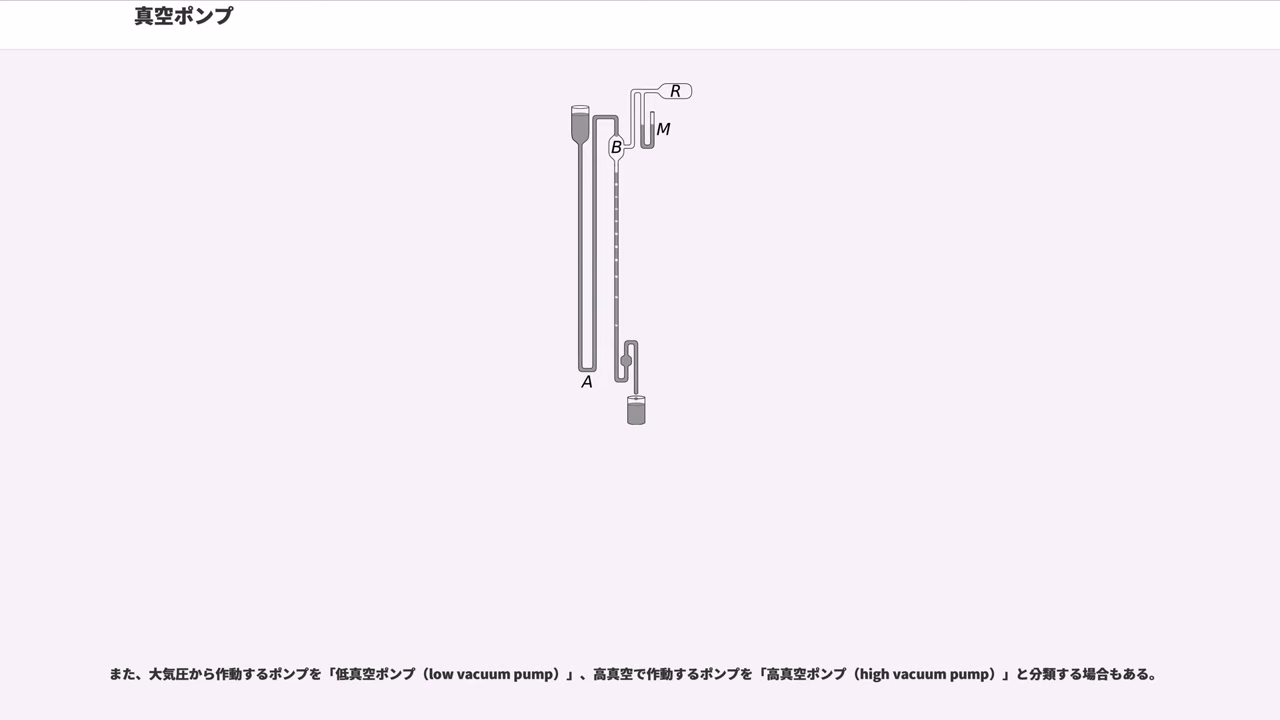 真空ポンプ
R
M
B
A
また、大気圧から作動するポンプを「低真空ポンプ（low vacuum pump）」、高真空で作動するポンプを「高真空ポンプ（high vacuum pump）」と分類する場合もある。